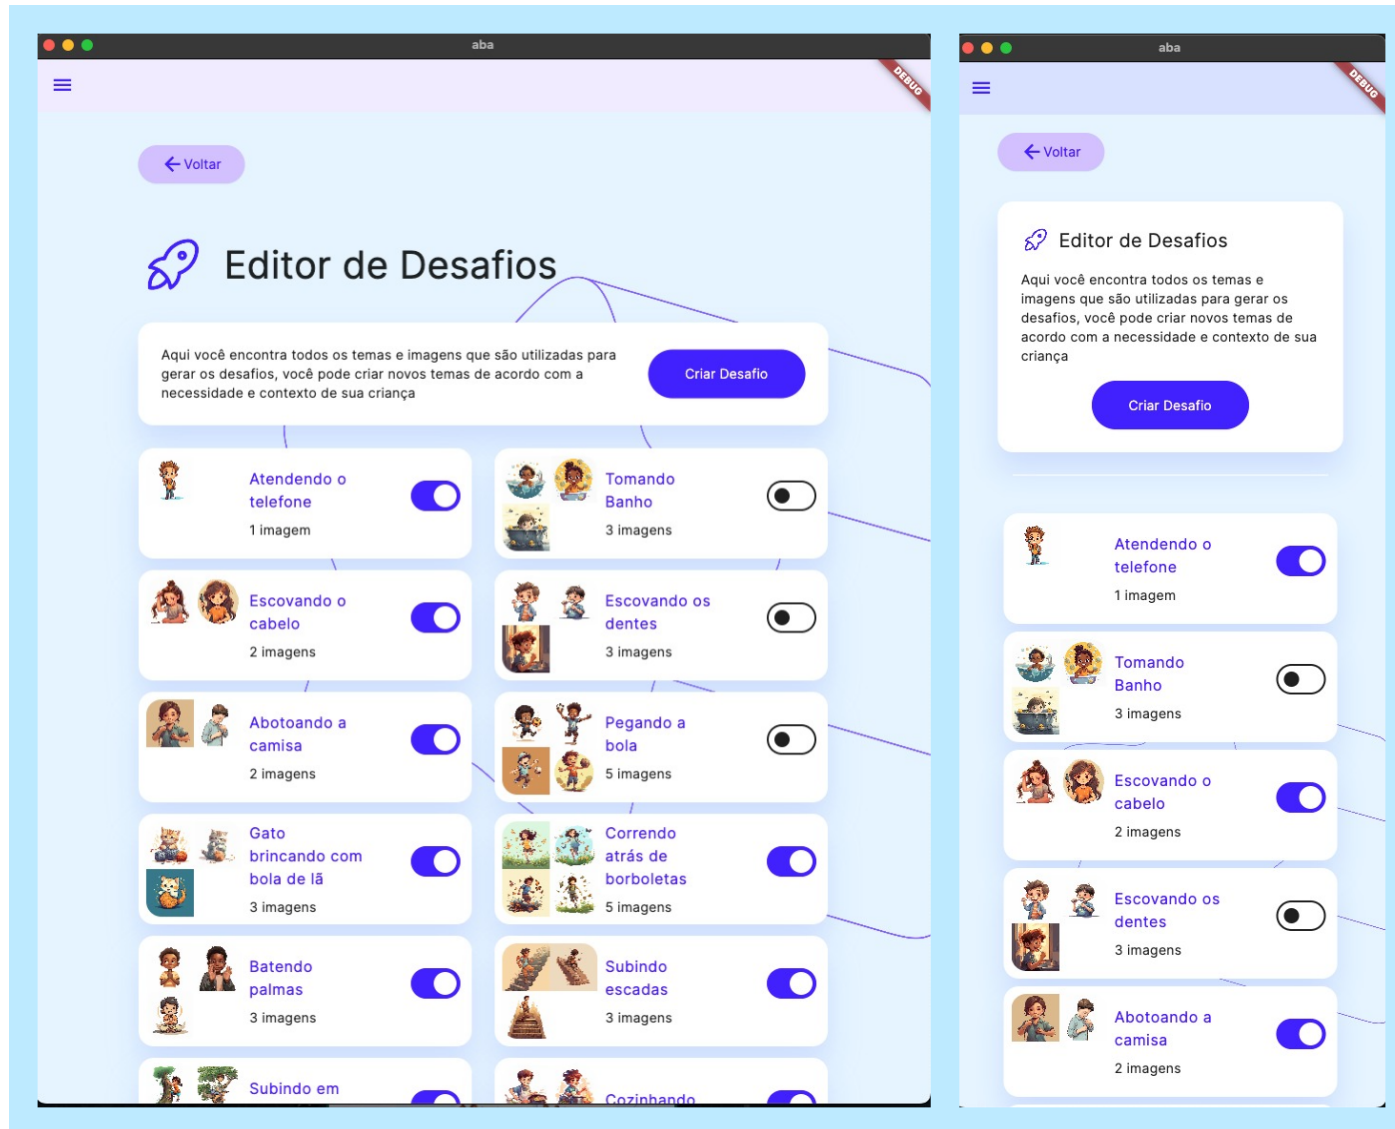 aba
DEBUG
Voltar
Editor de Desafios
Aqui você encontra todos os temas e imagens que são utilizadas para
gerar os desafios, você pode criar novos temas de acordo com a
necessidade e contexto de sua criança
Criar Desafio
Atendendo o
telefone
1 imagem
Tomando
Banho
3 imagens
Escovando o
cabelo
2 imagens
Escovando os
dentes
3 imagens
Abotoando a
camisa
2 imagens
Pegando a
bola
5 imagens
Gato
brincando com
bola de lã
3 imagens
Correndo
atrás de
borboletas
5 imagens
Batendo
palmas
3 imagens
Subindo
escadas
3 imagens
Subindo em
Cozinhando
aba
DEBUG
Voltar
Editor de Desafios
Aqui você encontra todos os temas e
imagens que são utilizadas para gerar os
desafios, você pode criar novos temas de
acordo com a necessidade e contexto de sua
criança
Criar Desafio
Atendendo o
telefone
1 imagem
Tomando
Banho
3 imagens
Escovando o
cabelo
2 imagens
Escovando os
dentes
3 imagens
Abotoando a
camisa
2 imagens